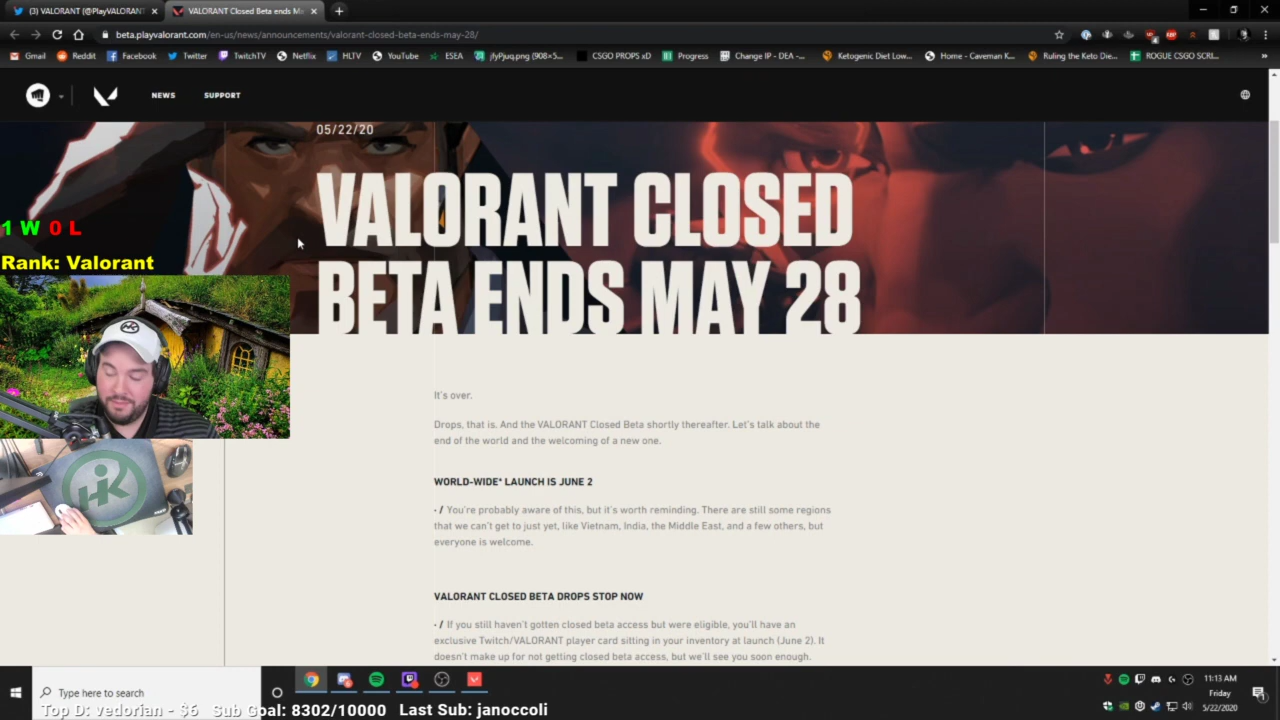 (3) VALORANT (@PlayVALORANT
VALORANT Closed Beta ends Ma
beta.playvalorant.com/en-us/news/announcements/valorant-closed-beta-ends-may-28/
Gmail Reddit Facebook Twitter TwitchTV Netflix HLTV YouTube ESEA jfyPjuq.png (908×5... CSGO PROPS xD Progress Change IP - DEA -... Ketogenic Diet Low... Home - Caveman K... Ruling the Keto Die... ROGUE CSGO SCRI...
NEWS SUPPORT
05/22/20
VALORANT CLOSED
BETA ENDS MAY 28
1 W 0 L
Rank: Valorant
HK
It's over.
Drops, that is. And the VALORANT Closed Beta shortly thereafter. Let's talk about the
end of the world and the welcoming of a new one.
WORLD-WIDE* LAUNCH IS JUNE 2
· / You're probably aware of this, but it's worth reminding. There are still some regions
that we can't get to just yet, like Vietnam, India, the Middle East, and a few others, but
everyone is welcome.
VALORANT CLOSED BETA DROPS STOP NOW
· / If you still haven't gotten closed beta access but were eligible, you'll have an
exclusive Twitch/VALORANT player card sitting in your inventory at launch (June 2). It
doesn't make up for not getting closed beta access, but we'll see you soon enough.
Type here to search
11:13 AM
Friday
5/22/2020
Top D: vedorian - $6 Sub Goal: 8302/10000 Last Sub: janoccoli